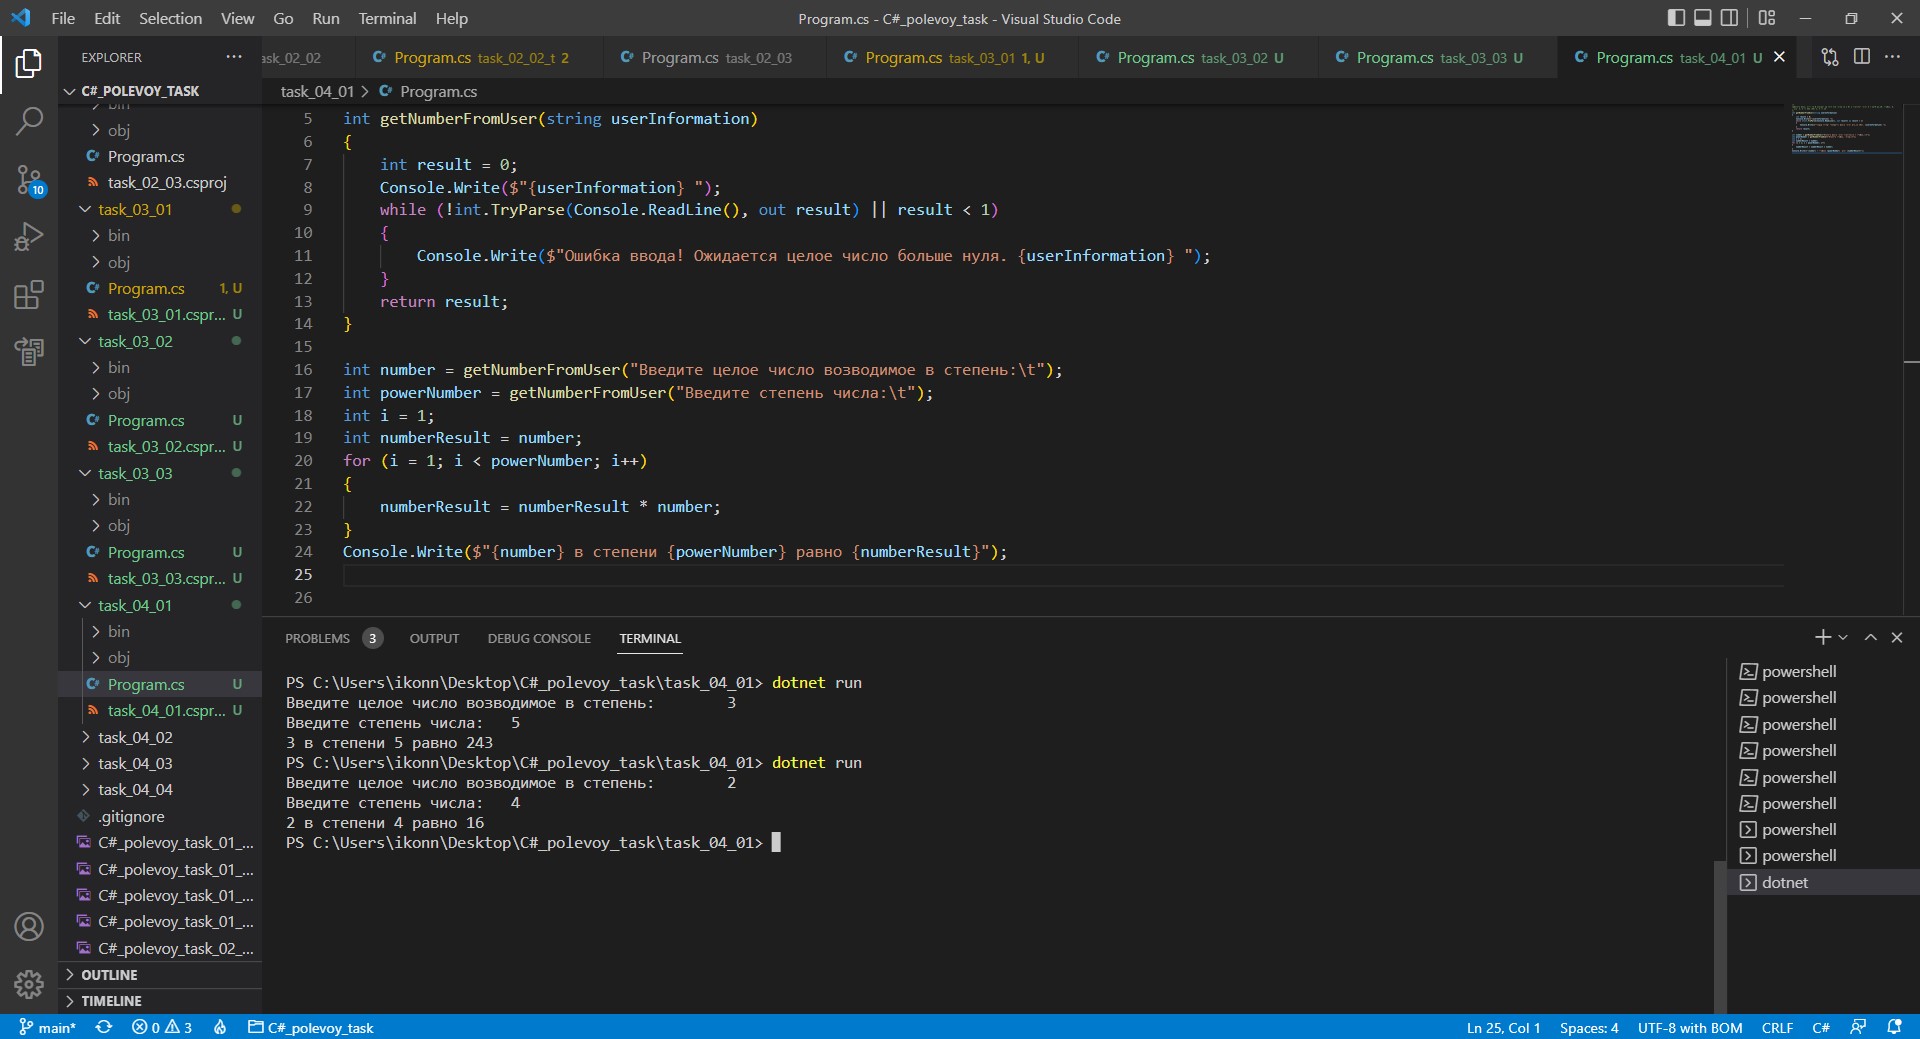 File Edit Selection View Go Run Terminal Help
Program.cs - C#_polevoy_task - Visual Studio Code
EXPLORER
C#_POLEVOY_TASK
bin
obj
Program.cs
task_02_03.csproj
task_03_01
bin
obj
Program.cs 1, U
task_03_01.cspr... U
task_03_02
bin
obj
Program.cs U
task_03_02.cspr... U
task_03_03
bin
obj
Program.cs U
task_03_03.cspr... U
task_04_01
bin
obj
Program.cs U
task_04_01.cspr... U
task_04_02
task_04_03
task_04_04
.gitignore
C#_polevoy_task_01_...
C#_polevoy_task_01_...
C#_polevoy_task_01_...
C#_polevoy_task_01_...
C#_polevoy_task_02_...
OUTLINE
TIMELINE
10
ask_02_02 Program.cs task_02_02_t 2 Program.cs task_02_03 Program.cs task_03_01 1, U Program.cs task_03_02 U Program.cs task_03_03 U Program.cs task_04_01 U
task_04_01 > Program.cs
5 int getNumberFromUser(string userInformation)
6 {
7 int result = 0;
8 Console.Write($"{userInformation} ");
9 while (!int.TryParse(Console.ReadLine(), out result) || result < 1)
10 {
11 Console.Write($"Ошибка ввода! Ожидается целое число больше нуля. {userInformation} ");
12 }
13 return result;
14 }
15
16 int number = getNumberFromUser("Введите целое число возводимое в степень:\t");
17 int powerNumber = getNumberFromUser("Введите степень числа:\t");
18 int i = 1;
19 int numberResult = number;
20 for (i = 1; i < powerNumber; i++)
21 {
22 numberResult = numberResult * number;
23 }
24 Console.Write($"{number} в степени {powerNumber} равно {numberResult}");
25
26
PROBLEMS 3 OUTPUT DEBUG CONSOLE TERMINAL
PS C:\Users\ikonn\Desktop\C#_polevoy_task\task_04_01> dotnet run
Введите целое число возводимое в степень: 3
Введите степень числа: 5
3 в степени 5 равно 243
PS C:\Users\ikonn\Desktop\C#_polevoy_task\task_04_01> dotnet run
Введите целое число возводимое в степень: 2
Введите степень числа: 4
2 в степени 4 равно 16
PS C:\Users\ikonn\Desktop\C#_polevoy_task\task_04_01>
powershell
powershell
powershell
powershell
powershell
powershell
powershell
powershell
dotnet
main* 0 3 C#_polevoy_task
Ln 25, Col 1 Spaces: 4 UTF-8 with BOM CRLF C#